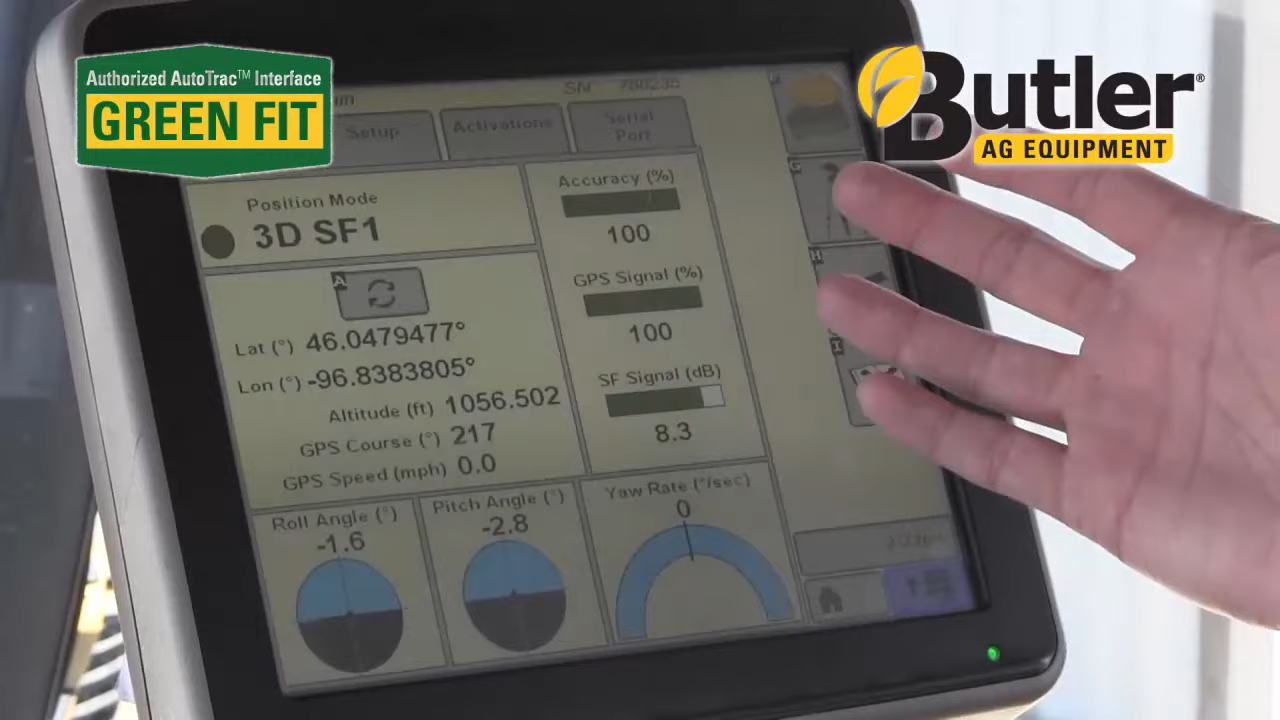 Authorized AutoTrac™ Interface
GREEN FIT
Butler®
AG EQUIPMENT
SN 780235
Setup
Activations
Serial
Port
Position Mode
3D SF1
Accuracy (%)
100
A
GPS Signal (%)
100
Lat (°) 46.0479477°
Lon (°) -96.8383805°
Altitude (ft) 1056.502
GPS Course (°) 217
GPS Speed (mph) 0.0
SF Signal (dB)
8.3
Roll Angle (°)
-1.6
Pitch Angle (°)
-2.8
Yaw Rate (°/sec)
0
G
H
I